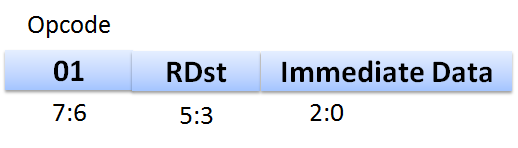 Opcode
01 RDst Immediate Data
7:6 5:3 2:0